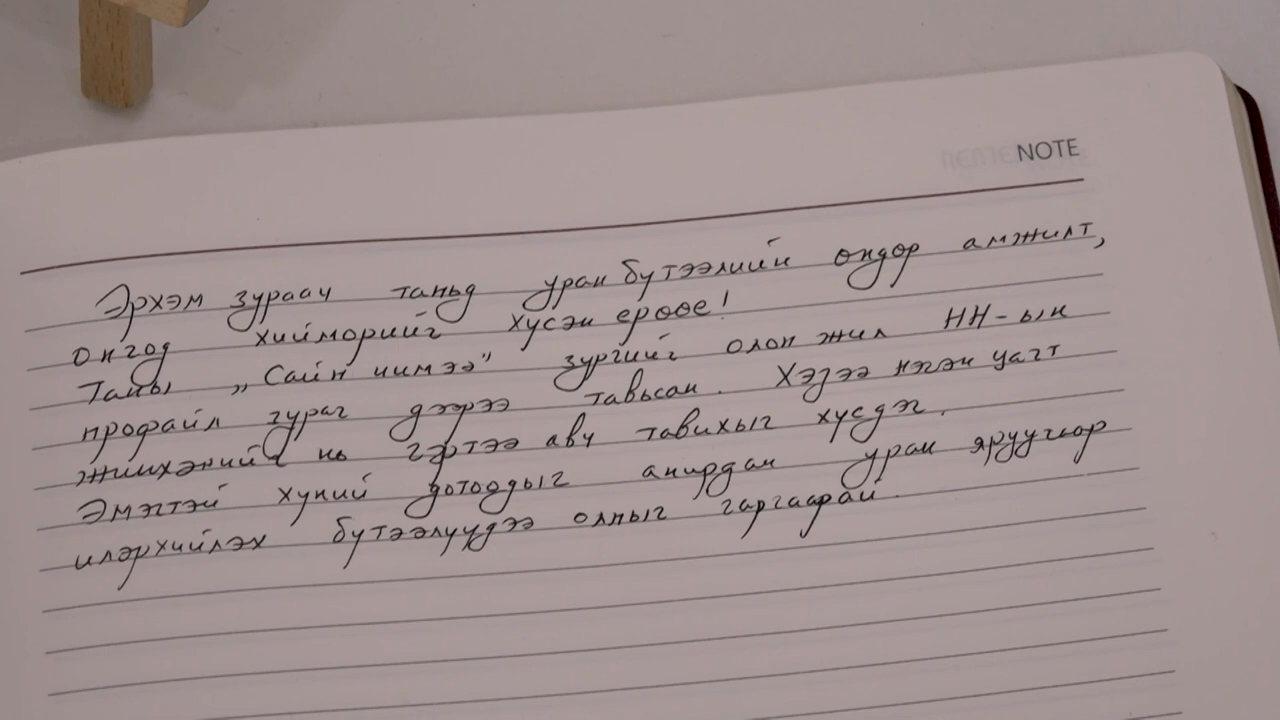 NOTE
Эрхэм зураач таньд уран бүтээлийн өндөр амжилт,
онгод хийморийг хүсэн ерөөе!
Таны „Сайн чимээ" зургийг олон жил НН-ын
профайл зураг дээрээ тавьсан. Хэзээ нэгэн цагт
жинхэнийг нь гэртээ авч тавихыг хүсдэг.
Эмэгтэй хүний дотоодыг анирдан уран яруугаар
илэрхийлэх бүтээлүүдээ олныг гаргаарай.